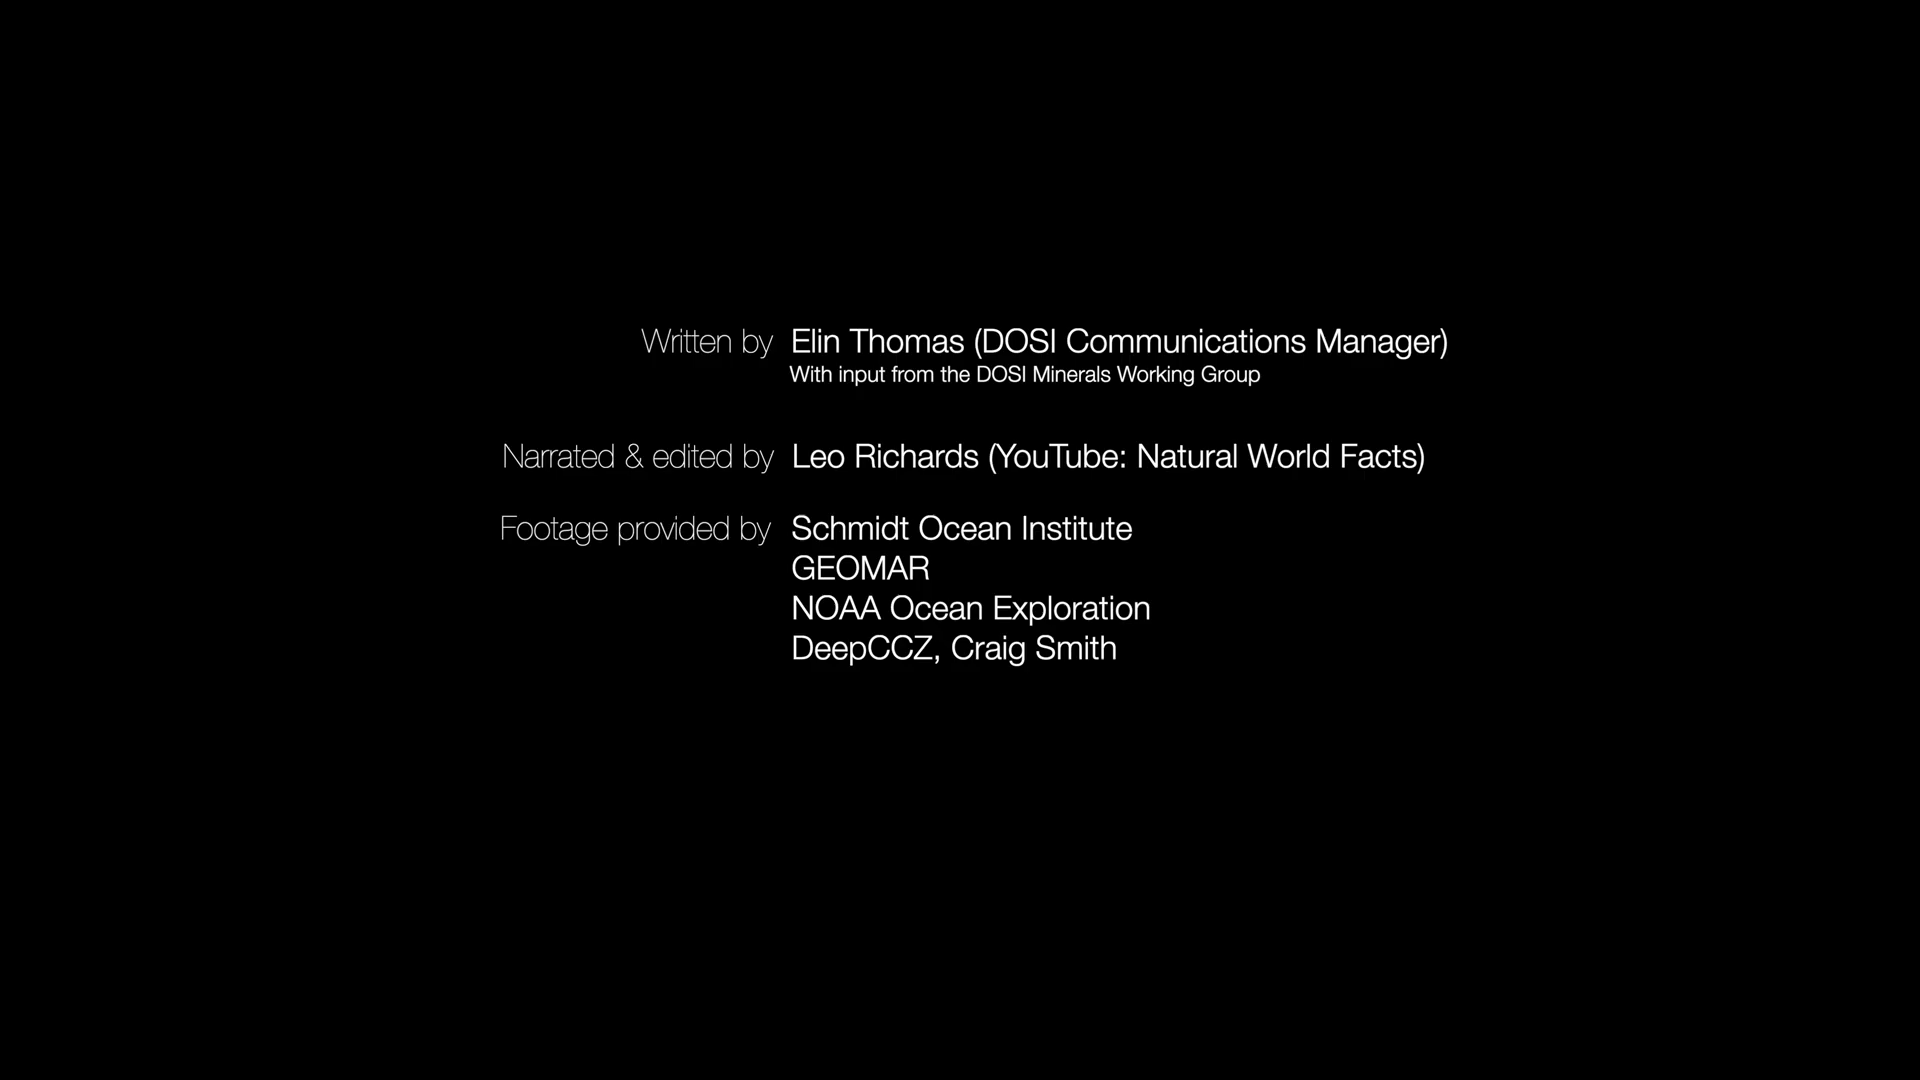 Written by Elin Thomas (DOSI Communications Manager)
With input from the DOSI Minerals Working Group
Narrated & edited by Leo Richards (YouTube: Natural World Facts)
Footage provided by Schmidt Ocean Institute
GEOMAR
NOAA Ocean Exploration
DeepCCZ, Craig Smith